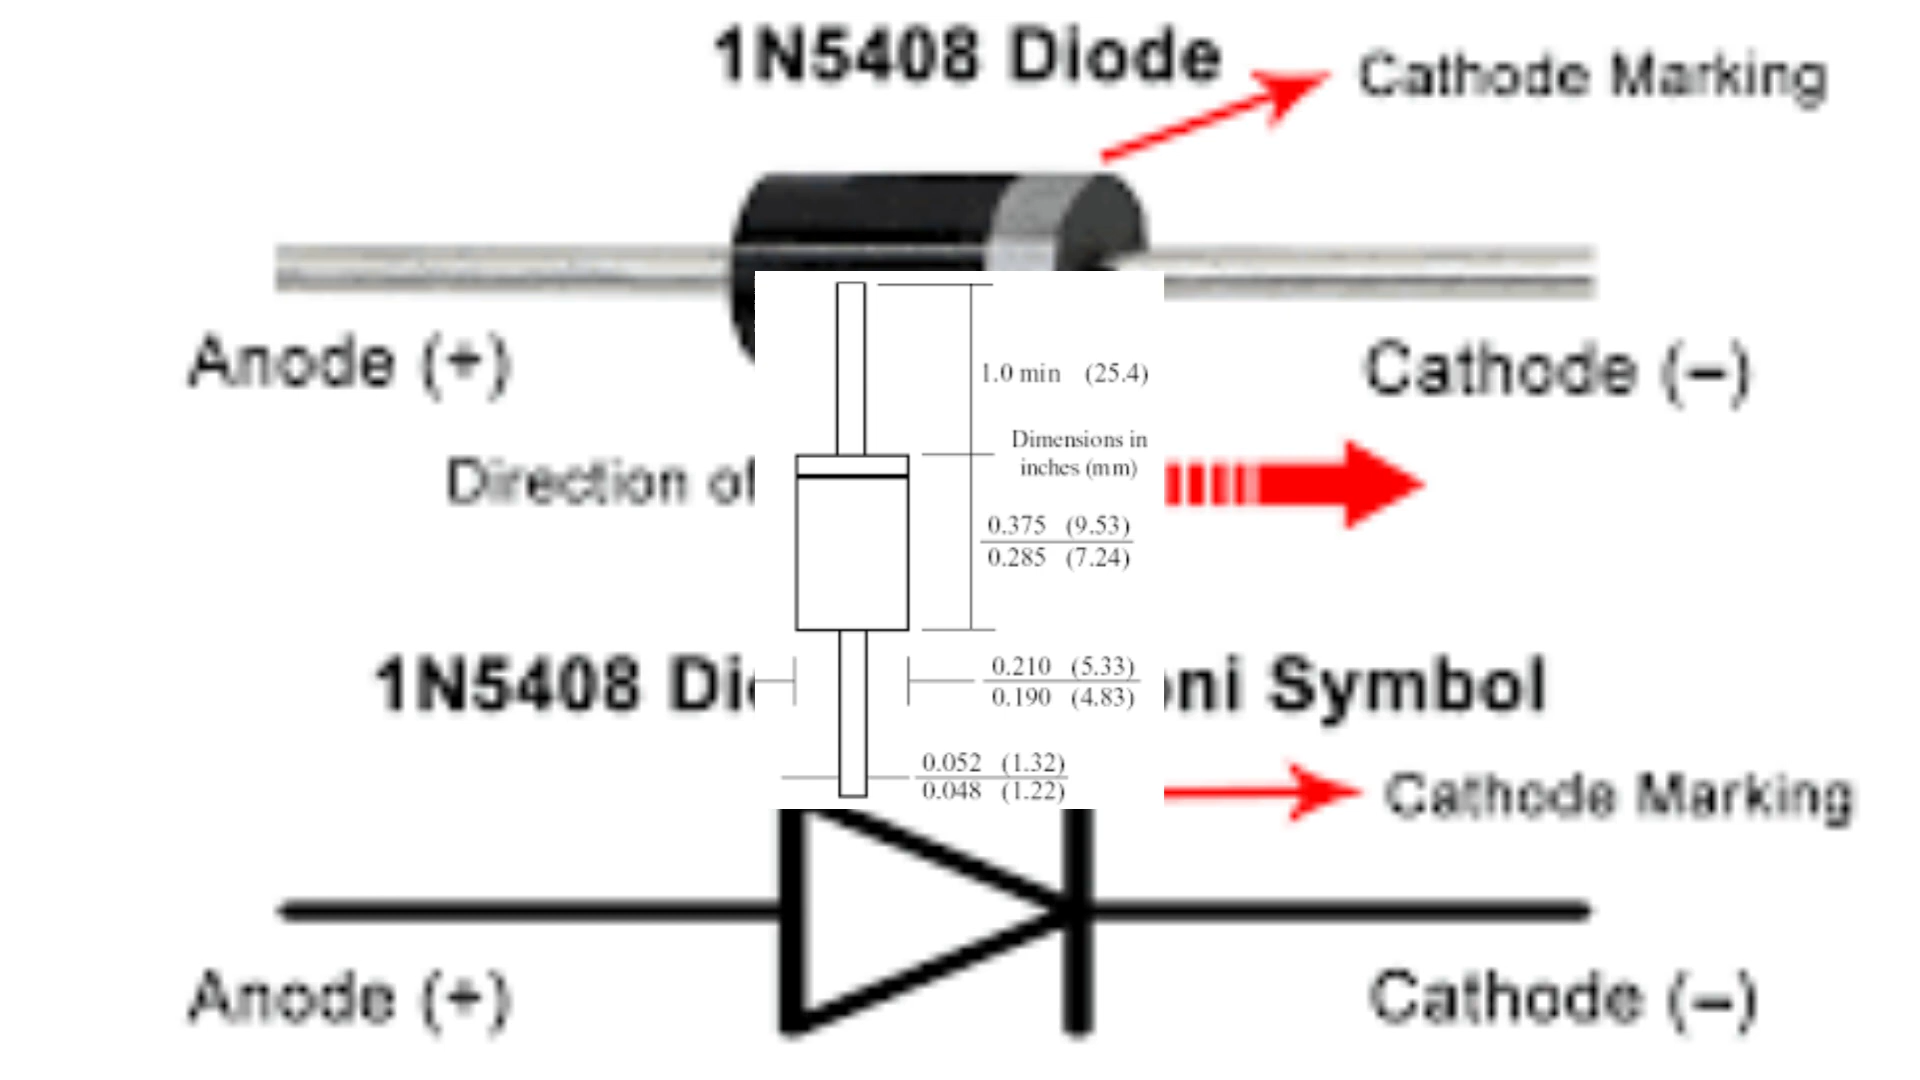 1N5408 Diode
Cathode Marking
Anode (+)
Cathode (–)
1.0 min (25.4)
Dimensions in
inches (mm)
Direction of
0.375 (9.53)
0.285 (7.24)
1N5408
Symbol
0.210 (5.33)
0.190 (4.83)
0.052 (1.32)
0.048 (1.22)
Cathode Marking
Anode (+)
Cathode (–)